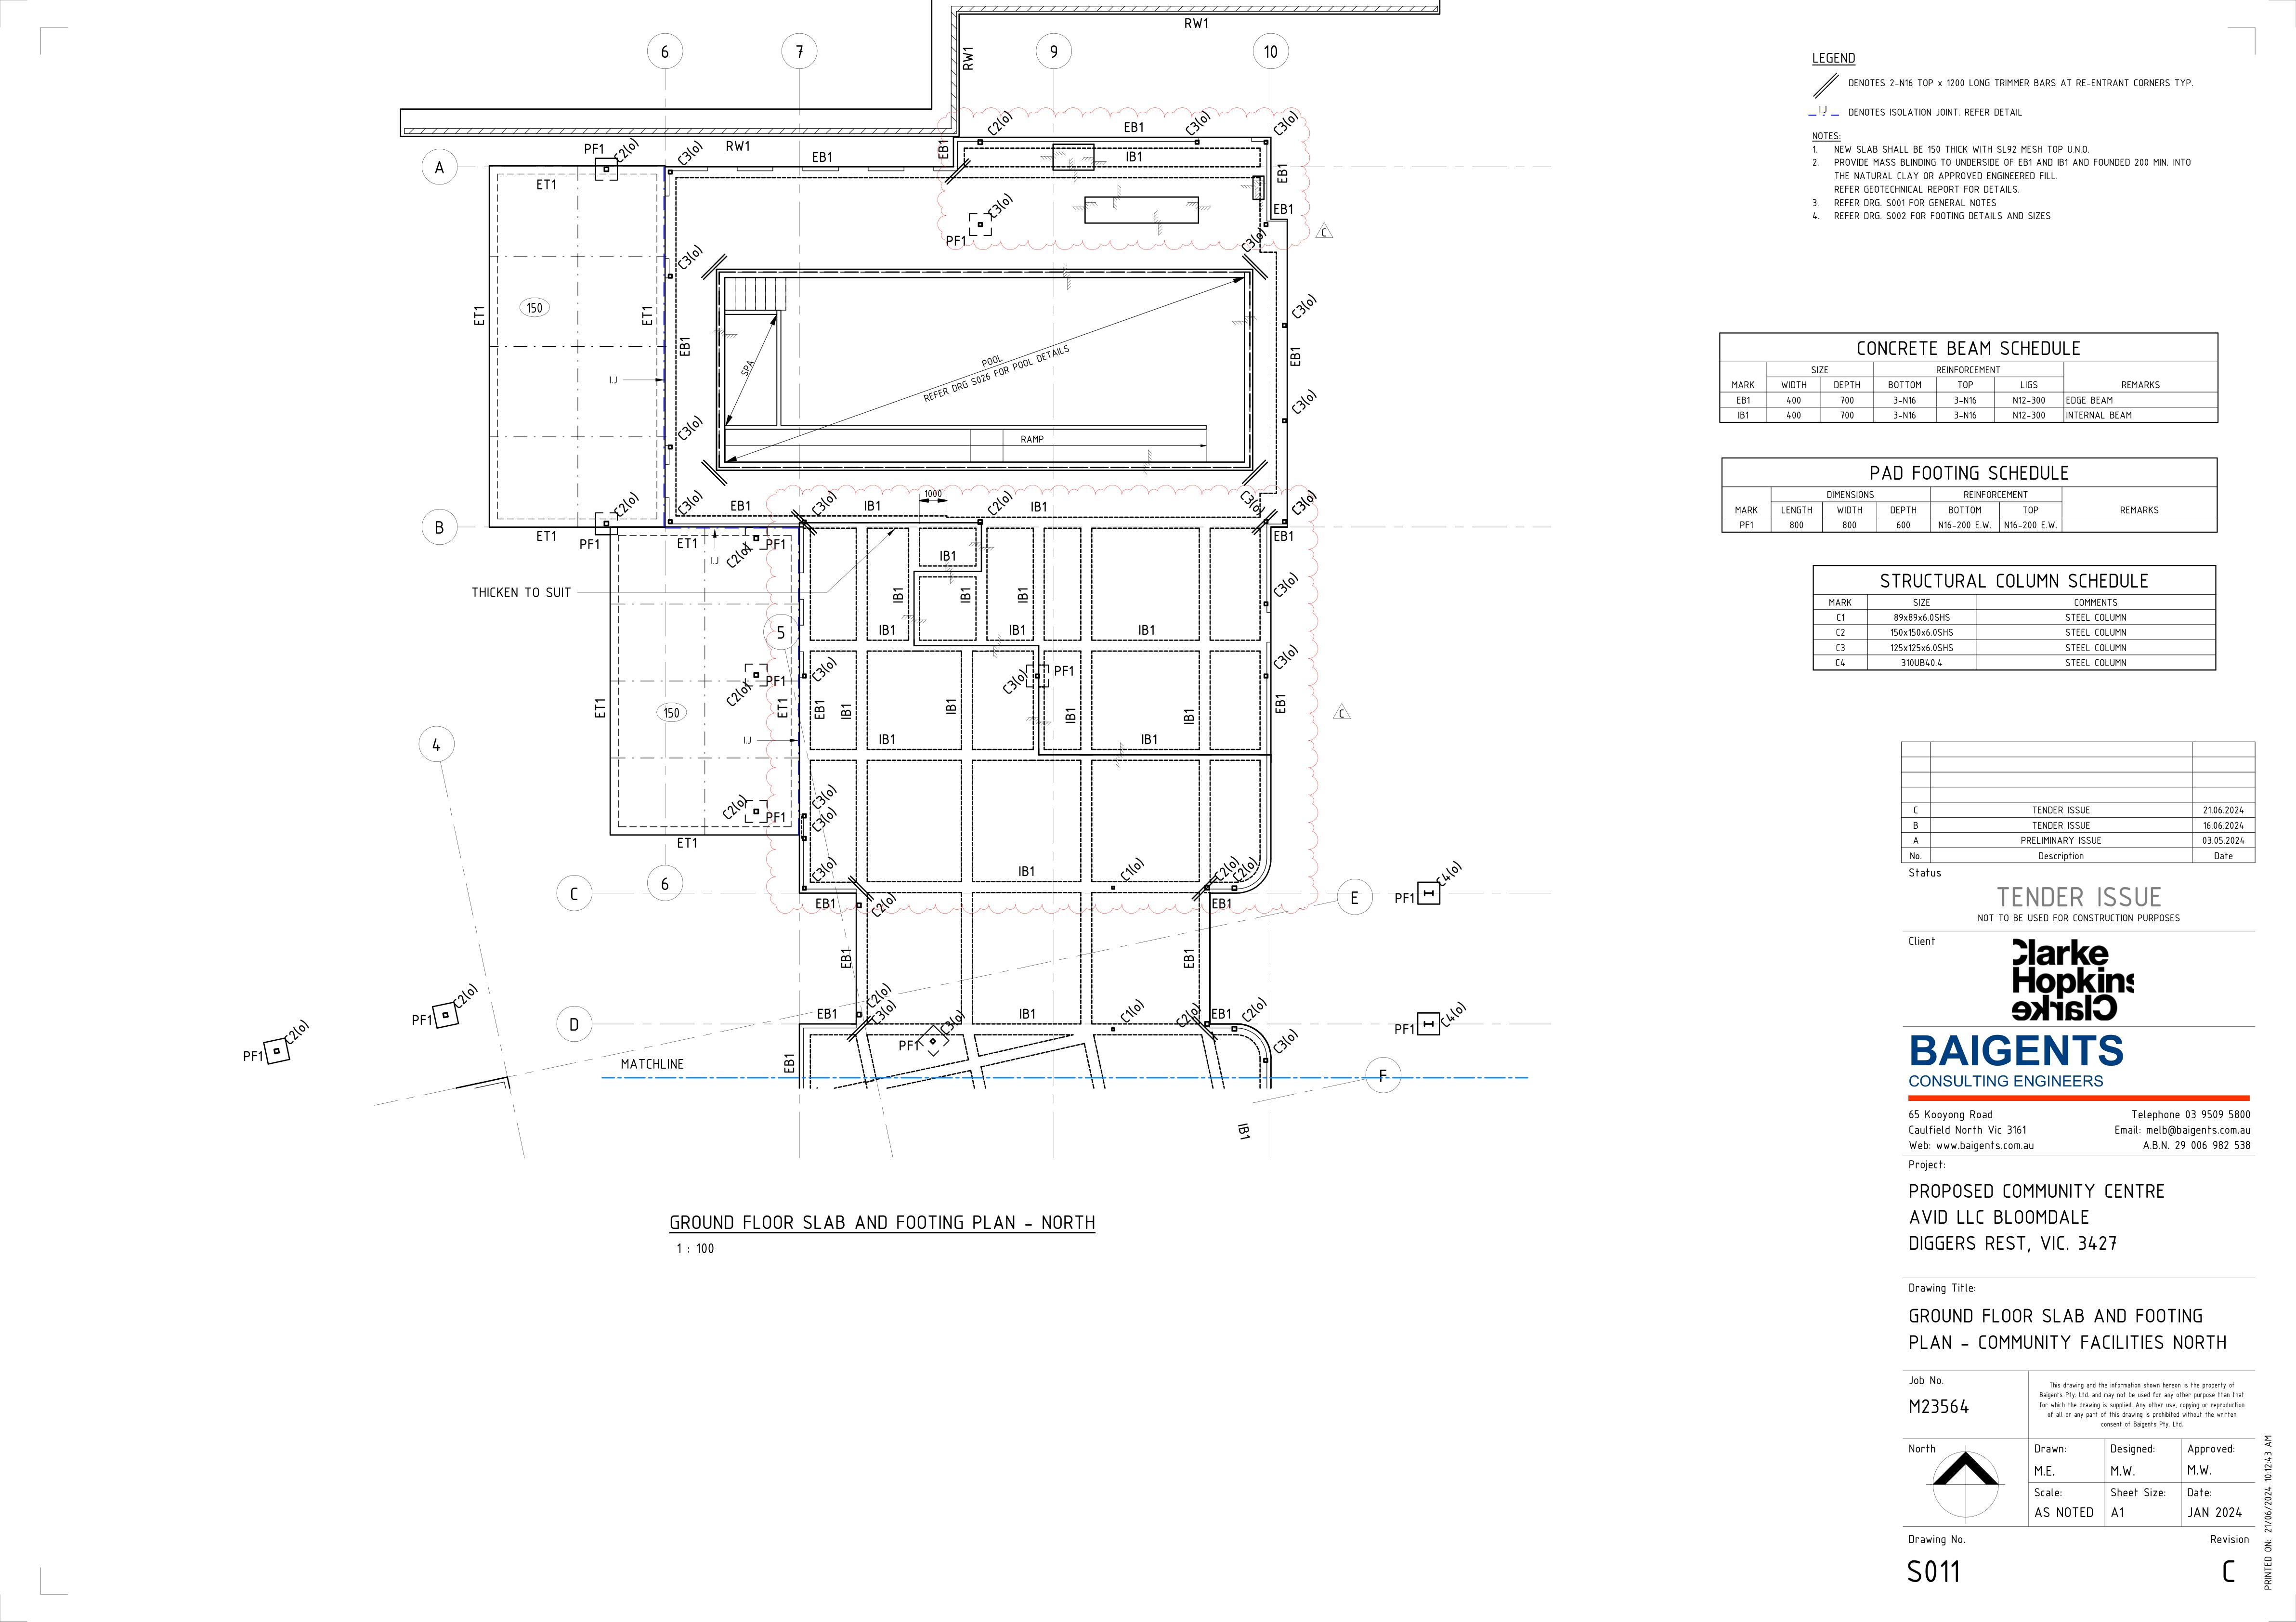 RW1
RW1
6
7
9
10
C2(o)
EB1
C3(o)
C3(o)
PF1
C2(o)
C3(o)
RW1
EB1
EB1
IB1
A
ET1
EB1
C3(o)
EB1
PF1
C
C3(o)
C3(o)
150
ET1
ET1
EB1
C3(o)
SPA
POOL
REFER DRG S026 FOR POOL DETAILS
EB1
I.J
C3(o)
C3(o)
RAMP
C2(o)
C3(o)
EB1
C3(o)
IB1
1000
C2(o)
IB1
C3(o)
C3(o)
B
ET1
PF1
ET1
I.J
C2(o)
PF1
EB1
IB1
THICKEN TO SUIT
IB1
IB1
IB1
C3(o)
5
IB1
IB1
IB1
C3(o)
C2(o)
PF1
C3(o)
C3(o)
PF1
ET1
150
ET1
EB1
IB1
IB1
IB1
IB1
EB1
C
4
I.J
IB1
IB1
C2(o)
PF1
C3(o)
C3(o)
ET1
6
C3(o)
IB1
C1(o)
C2(o)
C2(o)
C
EB1
C2(o)
EB1
E
PF1
C4(o)
EB1
EB1
C2(o)
PF1
C2(o)
C3(o)
D
EB1
IB1
C1(o)
C2(o)
EB1
C2(o)
C3(o)
PF1
C4(o)
PF1
C2(o)
PF1
C3(o)
EB1
MATCHLINE
F
IB1
GROUND FLOOR SLAB AND FOOTING PLAN - NORTH
1 : 100
LEGEND
DENOTES 2-N16 TOP x 1200 LONG TRIMMER BARS AT RE-ENTRANT CORNERS TYP.
I.J DENOTES ISOLATION JOINT. REFER DETAIL
NOTES:
1. NEW SLAB SHALL BE 150 THICK WITH SL92 MESH TOP U.N.O.
2. PROVIDE MASS BLINDING TO UNDERSIDE OF EB1 AND IB1 AND FOUNDED 200 MIN. INTO
THE NATURAL CLAY OR APPROVED ENGINEERED FILL.
REFER GEOTECHNICAL REPORT FOR DETAILS.
3. REFER DRG. S001 FOR GENERAL NOTES
4. REFER DRG. S002 FOR FOOTING DETAILS AND SIZES
CONCRETE BEAM SCHEDULE
SIZE REINFORCEMENT
MARK WIDTH DEPTH BOTTOM TOP LIGS REMARKS
EB1 400 700 3-N16 3-N16 N12-300 EDGE BEAM
IB1 400 700 3-N16 3-N16 N12-300 INTERNAL BEAM
PAD FOOTING SCHEDULE
DIMENSIONS REINFORCEMENT
MARK LENGTH WIDTH DEPTH BOTTOM TOP REMARKS
PF1 800 800 600 N16-200 E.W. N16-200 E.W.
STRUCTURAL COLUMN SCHEDULE
MARK SIZE COMMENTS
C1 89x89x6.0SHS STEEL COLUMN
C2 150x150x6.0SHS STEEL COLUMN
C3 125x125x6.0SHS STEEL COLUMN
C4 310UB40.4 STEEL COLUMN
C TENDER ISSUE 21.06.2024
B TENDER ISSUE 16.06.2024
A PRELIMINARY ISSUE 03.05.2024
No. Description Date
Status
TENDER ISSUE
NOT TO BE USED FOR CONSTRUCTION PURPOSES
Client
Clarke
Hopkins
Clarke
BAIGENTS
CONSULTING ENGINEERS
65 Kooyong Road Telephone 03 9509 5800
Caulfield North Vic 3161 Email: melb@baigents.com.au
Web: www.baigents.com.au A.B.N. 29 006 982 538
Project:
PROPOSED COMMUNITY CENTRE
AVID LLC BLOOMDALE
DIGGERS REST, VIC. 3427
Drawing Title:
GROUND FLOOR SLAB AND FOOTING
PLAN - COMMUNITY FACILITIES NORTH
Job No.
M23564
This drawing and the information shown hereon is the property of
Baigents Pty. Ltd. and may not be used for any other purpose than that
for which the drawing is supplied. Any other use, copying or reproduction
of all or any part of this drawing is prohibited without the written
consent of Baigents Pty. Ltd.
North
Drawn: Designed: Approved:
M.E. M.W. M.W.
Scale: Sheet Size: Date:
AS NOTED A1 JAN 2024
Drawing No. Revision
S011 C
PRINTED ON: 21/06/2024 10:12:43 AM